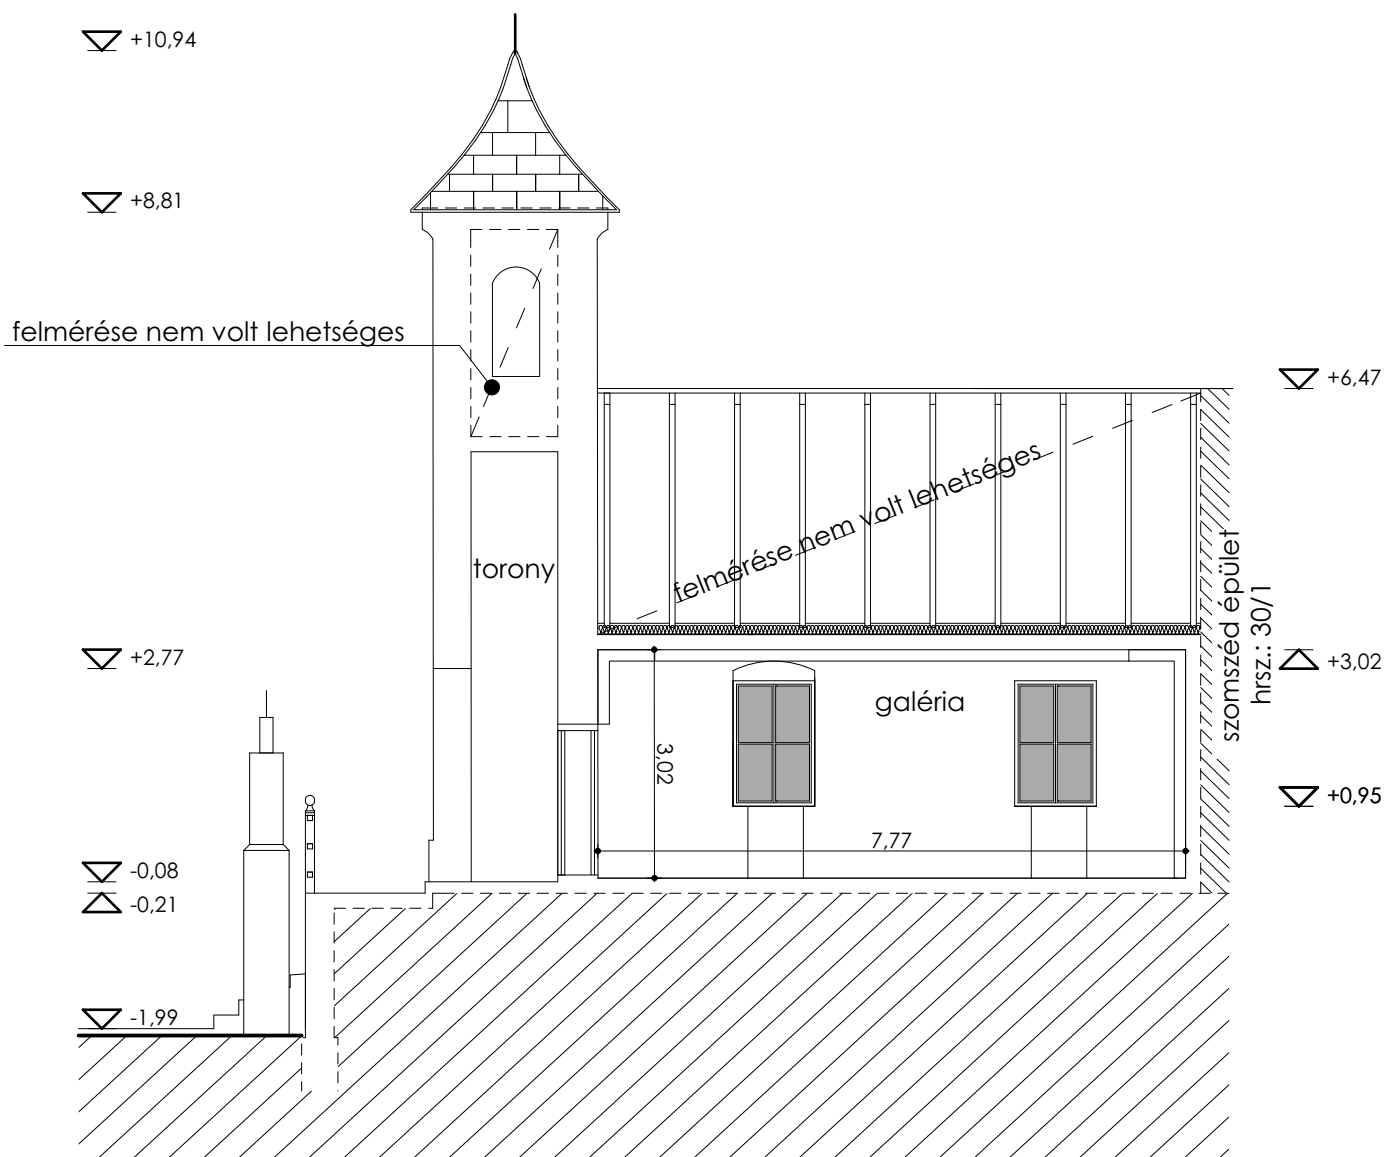 +10,94
+8,81
felmérése nem volt lehetséges
+6,47
felmérése nem volt lehetséges
torony
szomszéd épület
hrsz.: 30/1
+2,77
+3,02
galéria
3,02
+0,95
7,77
-0,08
-0,21
-1,99